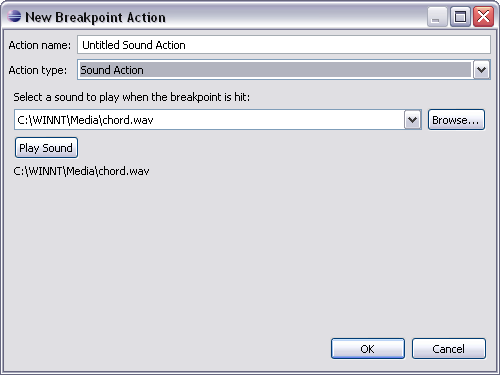 New Breakpoint Action
Action name: Untitled Sound Action
Action type: Sound Action
Select a sound to play when the breakpoint is hit:
C:\WINNT\Media\chord.wav Browse...
Play Sound
C:\WINNT\Media\chord.wav
OK Cancel